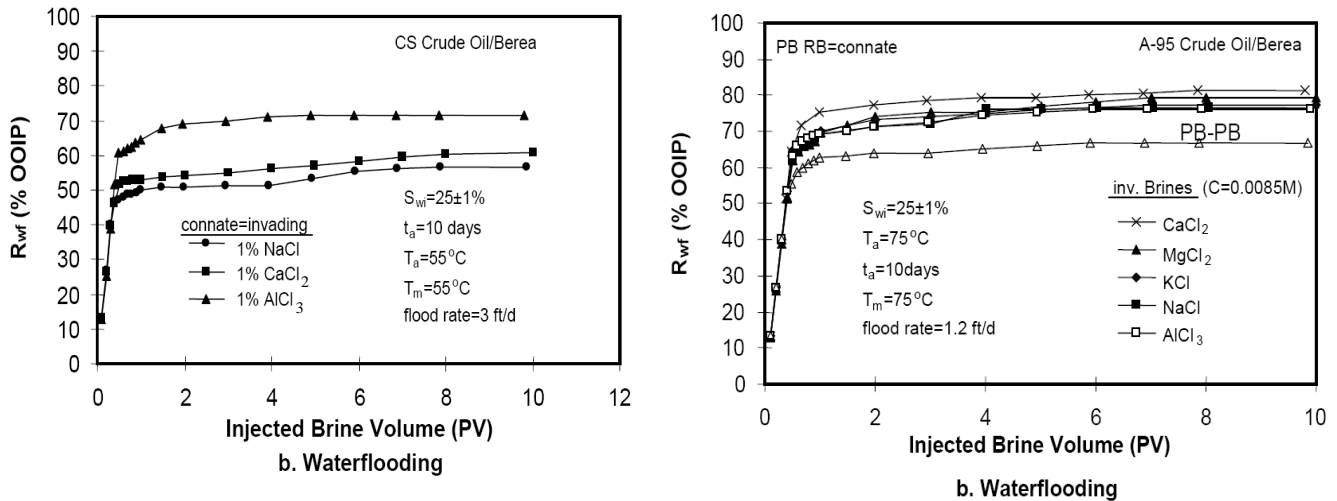 100
90
80
70
60
50
40
30
20
10
0
R_wf (% OOIP)
CS Crude Oil/Berea
connate=invading
1% NaCl
1% CaCl₂
1% AlCl₃
S_wi=25±1%
t_a=10 days
T_a=55°C
T_m=55°C
flood rate=3 ft/d
0 2 4 6 8 10 12
Injected Brine Volume (PV)
b. Waterflooding
100
90
80
70
60
50
40
30
20
10
0
R_wf (% OOIP)
PB RB=connate
A-95 Crude Oil/Berea
PB-PB
S_wi=25±1%
T_a=75°C
t_a=10days
T_m=75°C
flood rate=1.2 ft/d
inv. Brines (C=0.0085M)
CaCl₂
MgCl₂
KCl
NaCl
AlCl₃
0 2 4 6 8 10
Injected Brine Volume (PV)
b. Waterflooding